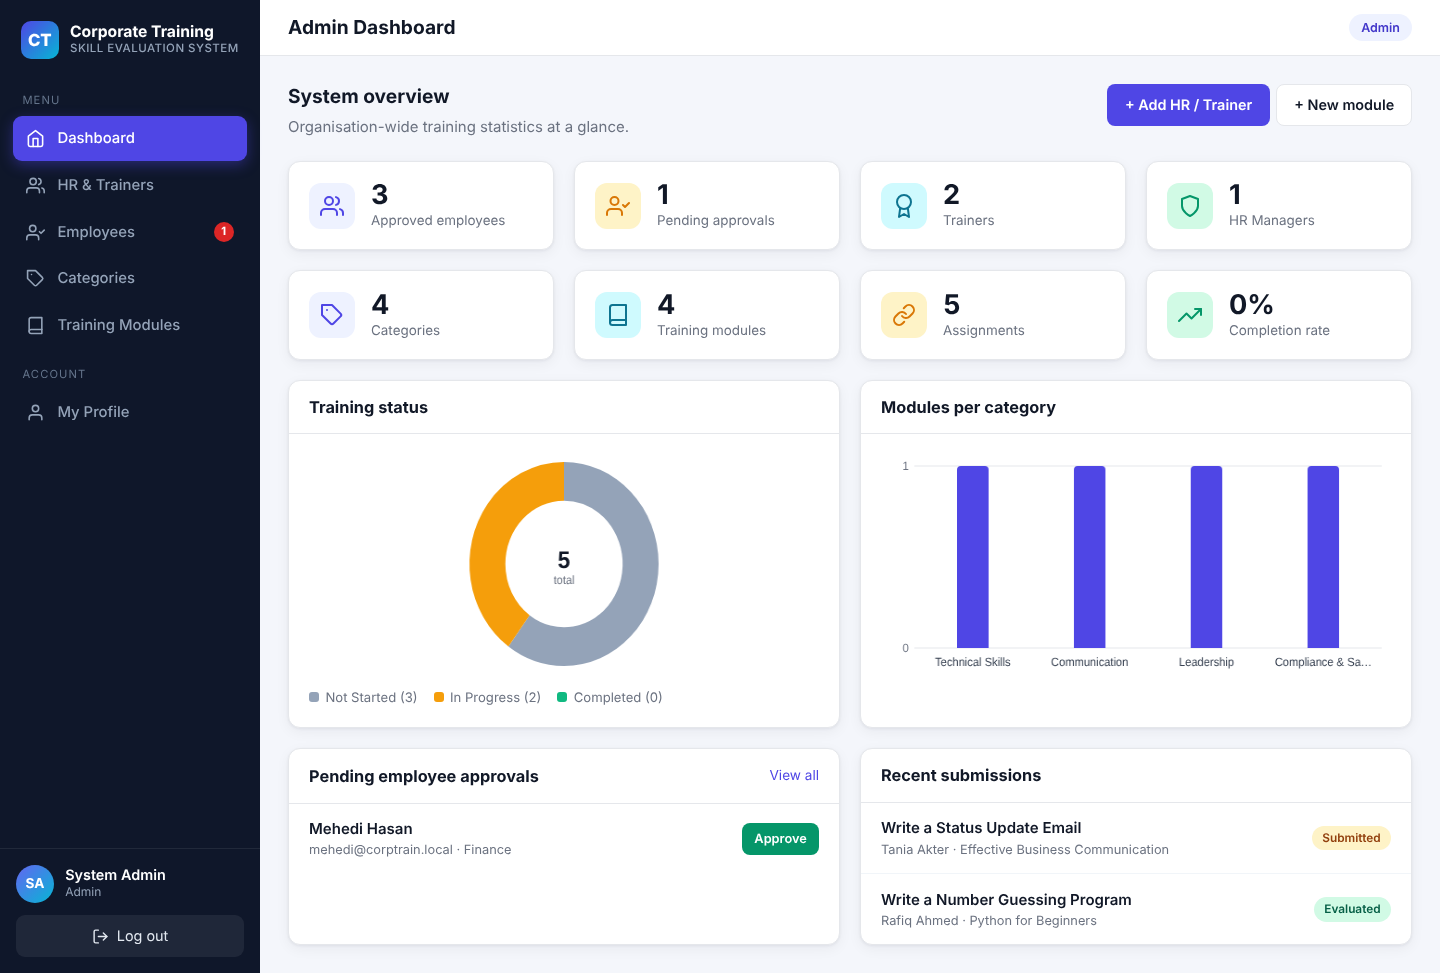 CT
Corporate Training
SKILL EVALUATION SYSTEM
MENU
Dashboard
HR & Trainers
Employees 1
Categories
Training Modules
ACCOUNT
My Profile
SA
System Admin
Admin
Log out
Admin Dashboard
Admin
System overview
Organisation-wide training statistics at a glance.
+ Add HR / Trainer
+ New module
3
Approved employees
1
Pending approvals
2
Trainers
1
HR Managers
4
Categories
4
Training modules
5
Assignments
0%
Completion rate
Training status
5
total
Not Started (3) In Progress (2) Completed (0)
Modules per category
1
0
Technical Skills Communication Leadership Compliance & Sa...
Pending employee approvals
View all
Mehedi Hasan
mehedi@corptrain.local · Finance
Approve
Recent submissions
Write a Status Update Email
Tania Akter · Effective Business Communication
Submitted
Write a Number Guessing Program
Rafiq Ahmed · Python for Beginners
Evaluated